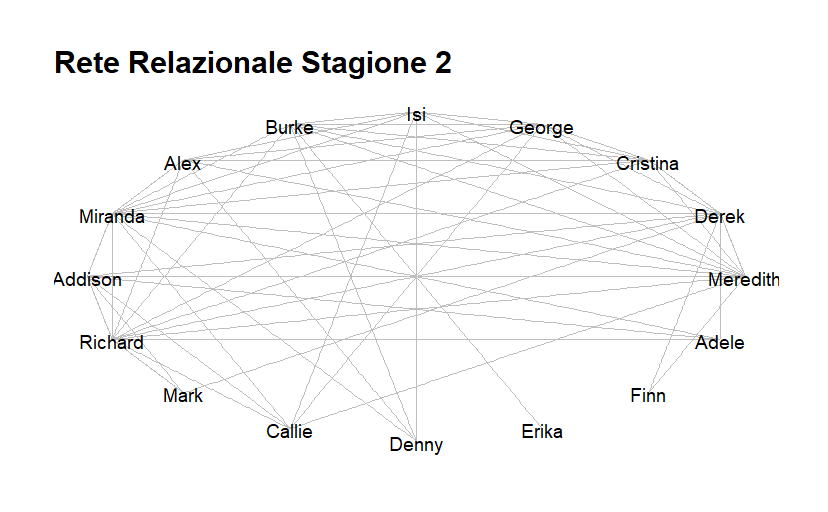 Rete Relazionale Stagione 2
Isi
Burke
George
Alex
Cristina
Miranda
Derek
Addison
Meredith
Richard
Adele
Mark
Finn
Callie
Erika
Denny